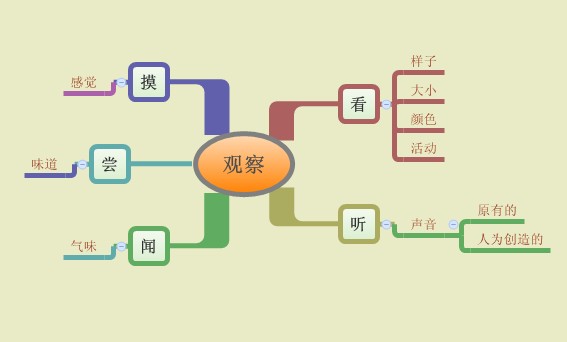 观察
摸
感觉
尝
味道
闻
气味
看
样子
大小
颜色
活动
听
声音
原有的
人为创造的